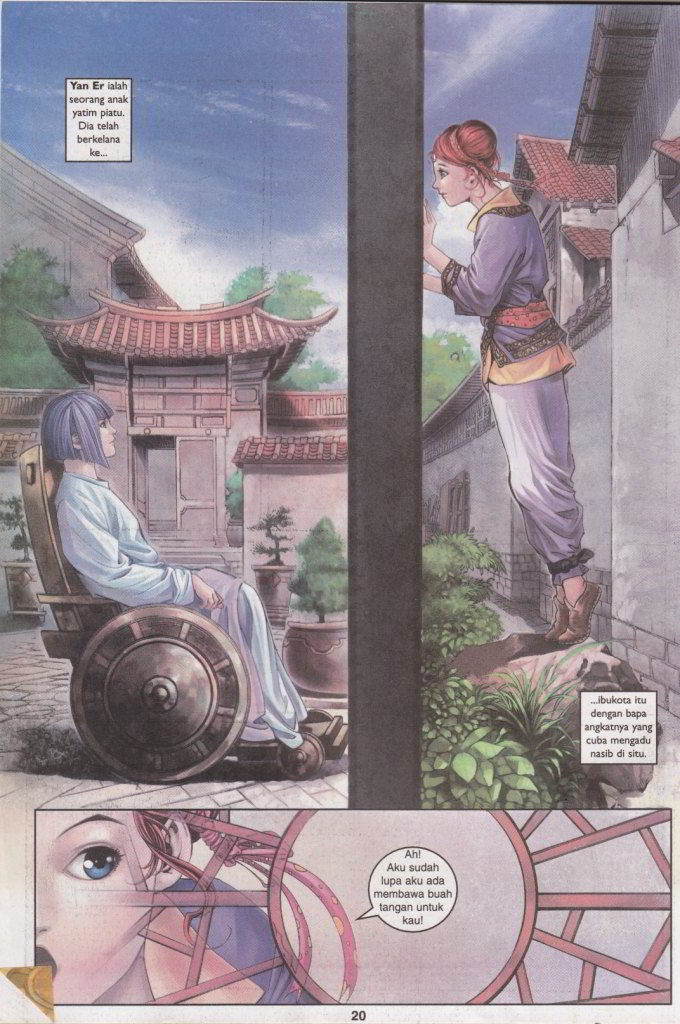 Yan Er ialah
seorang anak
yatim piatu.
Dia telah
berkelana
ke...
...ibukota itu
dengan bapa
angkatnya yang
cuba mengadu
nasib di situ.
Ah!
Aku sudah
lupa aku ada
membawa buah
tangan untuk
kau!
20